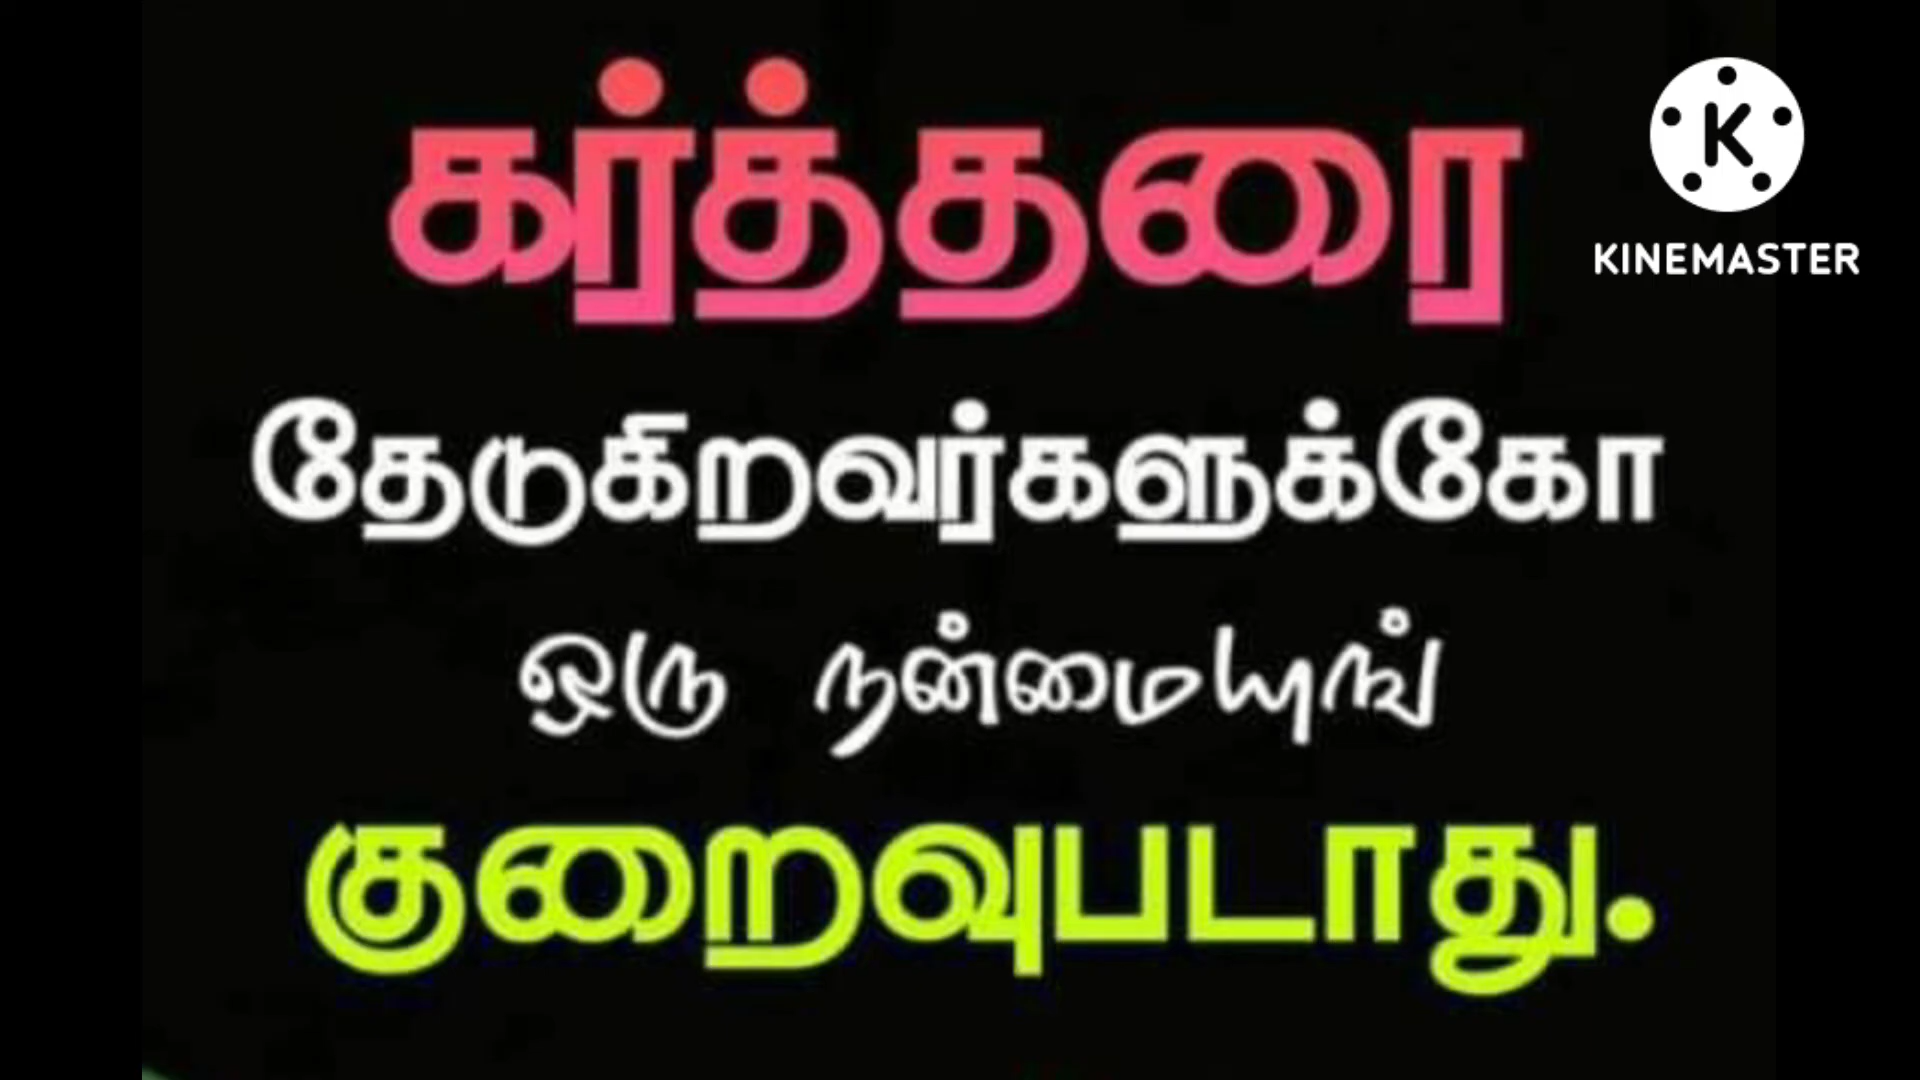 கர்த்தரை
KINEMASTER
தேடுகிறவர்களுக்கோ
ஒரு நன்மையுங்
குறைவுபடாது.